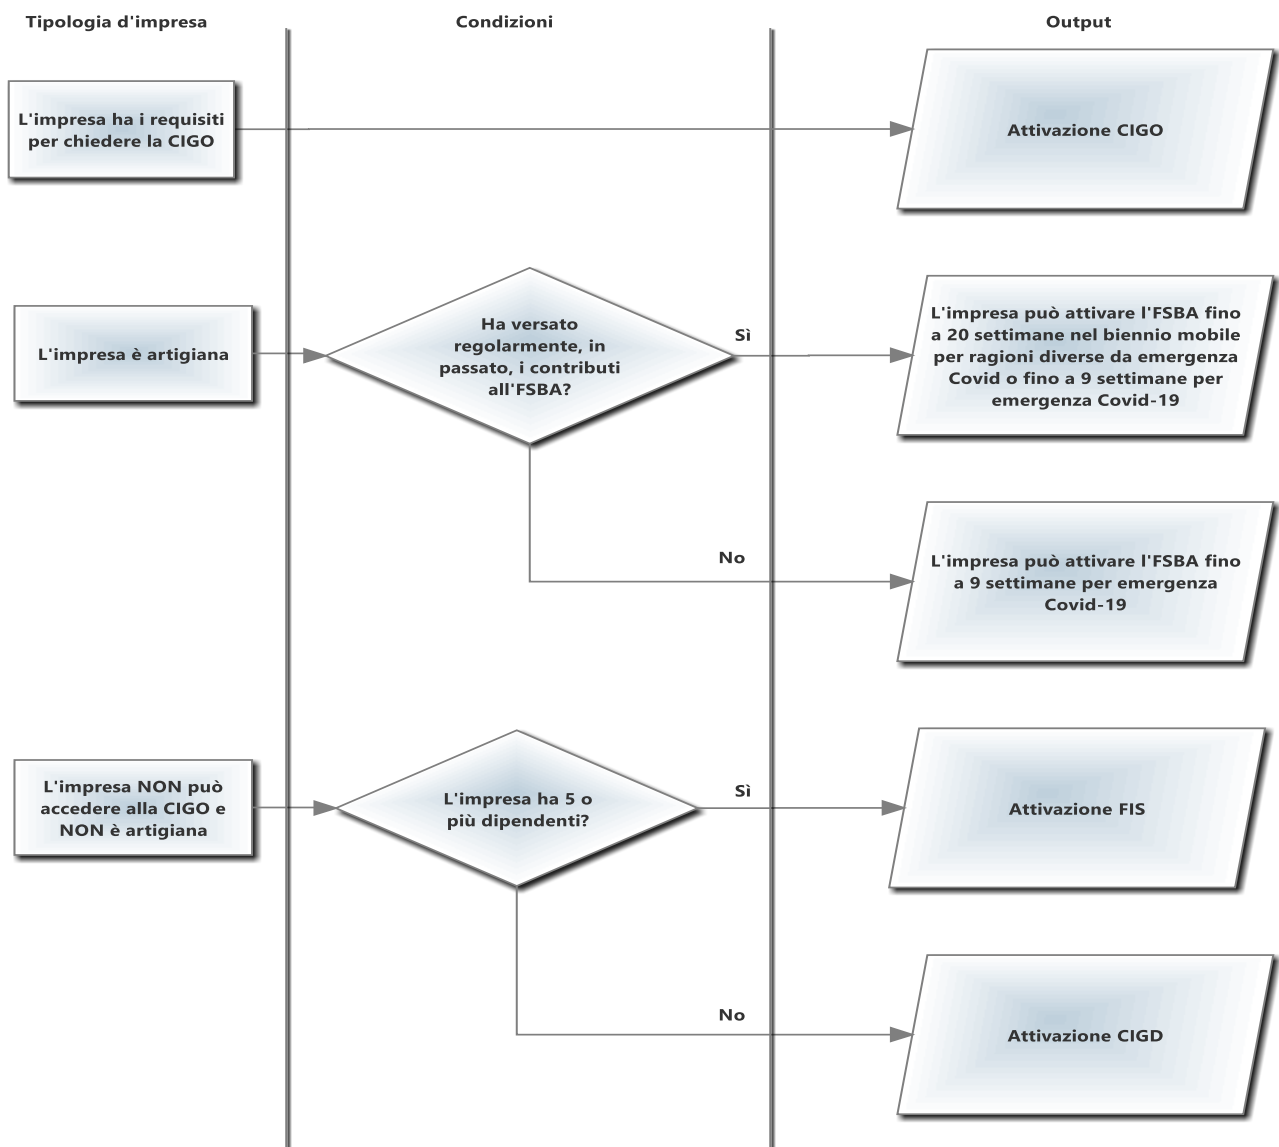 Tipologia d'impresa
Condizioni
Output
L'impresa ha i requisiti
per chiedere la CIGO
Attivazione CIGO
L'impresa è artigiana
Ha versato
regolarmente, in
passato, i contributi
all'FSBA?
Sì
L'impresa può attivare l'FSBA fino
a 20 settimane nel biennio mobile
per ragioni diverse da emergenza
Covid o fino a 9 settimane per
emergenza Covid-19
No
L'impresa può attivare l'FSBA fino
a 9 settimane per emergenza
Covid-19
L'impresa NON può
accedere alla CIGO e
NON è artigiana
L'impresa ha 5 o
più dipendenti?
Sì
Attivazione FIS
No
Attivazione CIGD